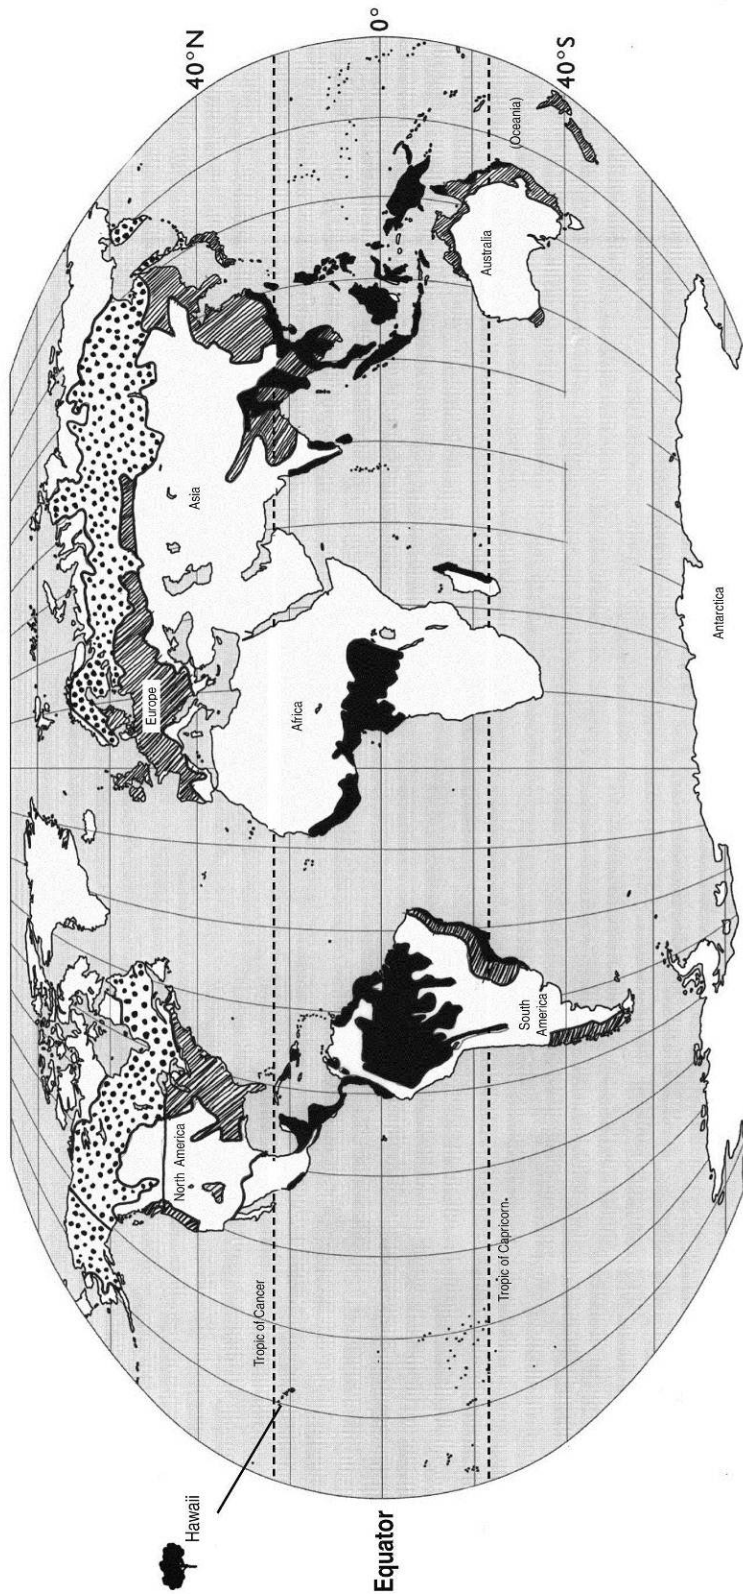 40°N
0°
40°S
Hawaii
Equator
Tropic of Cancer
Tropic of Capricorn
North America
South
America
Europe
Africa
Asia
Australia
(Oceania)
Antarctica